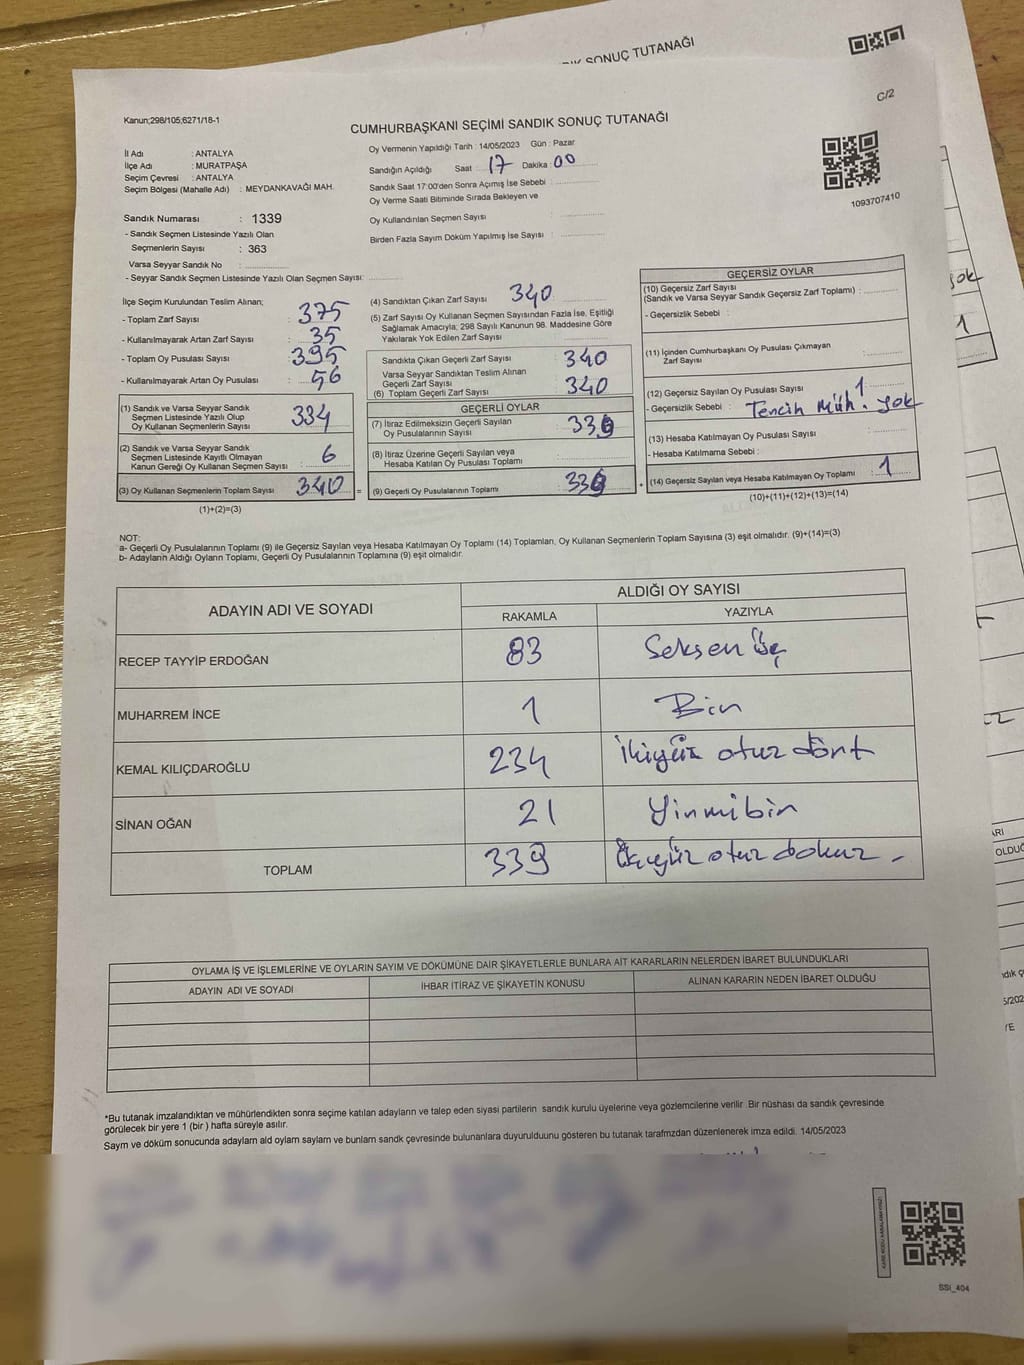 DIK SONUÇ TUTANAĞI
C/2
Kanun;298/105;6271/18-1
CUMHURBAŞKANI SEÇİMİ SANDIK SONUÇ TUTANAĞI
İl Adı : ANTALYA
İlçe Adı : MURATPAŞA
Seçim Çevresi : ANTALYA
Seçim Bölgesi (Mahalle Adı) : MEYDANKAVAĞI MAH.
Sandık Numarası : 1339
- Sandık Seçmen Listesinde Yazılı Olan
Seçmenlerin Sayısı : 363
Varsa Seyyar Sandık No :
- Seyyar Sandık Seçmen Listesinde Yazılı Olan Seçmen Sayısı:
Oy Vermenin Yapıldığı Tarih : 14/05/2023 Gün : Pazar
Sandığın Açıldığı Saat : 17 Dakika : 00
Sandık Saat 17:00'den Sonra Açımış İse Sebebi :
Oy Verme Saati Bitiminde Sırada Bekleyen ve
Oy Kullandırılan Seçmen Sayısı :
Birden Fazla Sayım Döküm Yapılmış İse Sayısı :
1093707410
İlçe Seçim Kurulundan Teslim Alınan;
- Toplam Zarf Sayısı : 375
- Kullanılmayarak Artan Zarf Sayısı : 35
- Toplam Oy Pusulası Sayısı : 395
- Kullanılmayarak Artan Oy Pusulası : 56
(1) Sandık ve Varsa Seyyar Sandık
Seçmen Listesinde Yazılı Olup
Oy Kullanan Seçmenlerin Sayısı : 334
(2) Sandık ve Varsa Seyyar Sandık
Seçmen Listesinde Kayıtlı Olmayan
Kanun Gereği Oy Kullanan Seçmen Sayısı : 6
(3) Oy Kullanan Seçmenlerin Toplam Sayısı : 340 =
(1)+(2)=(3)
(4) Sandıktan Çıkan Zarf Sayısı : 340
(5) Zarf Sayısı Oy Kullanan Seçmen Sayısından Fazla İse, Eşitliği
Sağlamak Amacıyla; 298 Sayılı Kanunun 98. Maddesine Göre
Yakılarak Yok Edilen Zarf Sayısı :
Sandıkta Çıkan Geçerli Zarf Sayısı : 340
Varsa Seyyar Sandıktan Teslim Alınan
Geçerli Zarf Sayısı :
(6) Toplam Geçerli Zarf Sayısı : 340
GEÇERLİ OYLAR
(7) İtiraz Edilmeksizin Geçerli Sayılan
Oy Pusulalarının Sayısı : 339
(8) İtiraz Üzerine Geçerli Sayılan veya
Hesaba Katılan Oy Pusulası Toplamı :
(9) Geçerli Oy Pusulalarının Toplamı : 339 +
GEÇERSİZ OYLAR
(10) Geçersiz Zarf Sayısı
(Sandık ve Varsa Seyyar Sandık Geçersiz Zarf Toplamı) :
- Geçersizlik Sebebi :
(11) İçinden Cumhurbaşkanı Oy Pusulası Çıkmayan
Zarf Sayısı :
(12) Geçersiz Sayılan Oy Pusulası Sayısı : 1
- Geçersizlik Sebebi : Tercih Müh. yok
(13) Hesaba Katılmayan Oy Pusulası Sayısı :
- Hesaba Katılmama Sebebi :
(14) Geçersiz Sayılan veya Hesaba Katılmayan Oy Toplamı : 1
(10)+(11)+(12)+(13)=(14)
NOT:
a- Geçerli Oy Pusulalarının Toplamı (9) ile Geçersiz Sayılan veya Hesaba Katılmayan Oy Toplamı (14) Toplamları, Oy Kullanan Seçmenlerin Toplam Sayısına (3) eşit olmalıdır. (9)+(14)=(3)
b- Adayların Aldığı Oyların Toplamı, Geçerli Oy Pusulalarının Toplamına (9) eşit olmalıdır.
ADAYIN ADI VE SOYADI ALDIĞI OY SAYISI
RAKAMLA YAZIYLA
RECEP TAYYİP ERDOĞAN 83 Seksen üç
MUHARREM İNCE 1 Bir
KEMAL KILIÇDAROĞLU 234 İkiyüz otuz dört
SİNAN OĞAN 21 Yirmibir
TOPLAM 339 Üçyüz otuz dokuz -
OYLAMA İŞ VE İŞLEMLERİNE VE OYLARIN SAYIM VE DÖKÜMÜNE DAİR ŞİKAYETLERLE BUNLARA AİT KARARLARIN NELERDEN İBARET BULUNDUKLARI
ADAYIN ADI VE SOYADI İHBAR İTİRAZ VE ŞİKAYETİN KONUSU ALINAN KARARIN NEDEN İBARET OLDUĞU
*Bu tutanak imzalandıktan ve mühürlendikten sonra seçime katılan adayların ve talep eden siyasi partilerin sandık kurulu üyelerine veya gözlemcilerine verilir. Bir nüshası da sandık çevresinde
görülecek bir yere 1 (bir ) hafta süreyle asılır.
Sayım ve döküm sonucunda adayların ald oyların sayların ve bunların sandk çevresinde bulunanlara duyurulduunu gösteren bu tutanak tarafmzdan düzenlenerek imza edildi. 14/05/2023
SSİ_404
yok
1
ARI
OLDUĞ